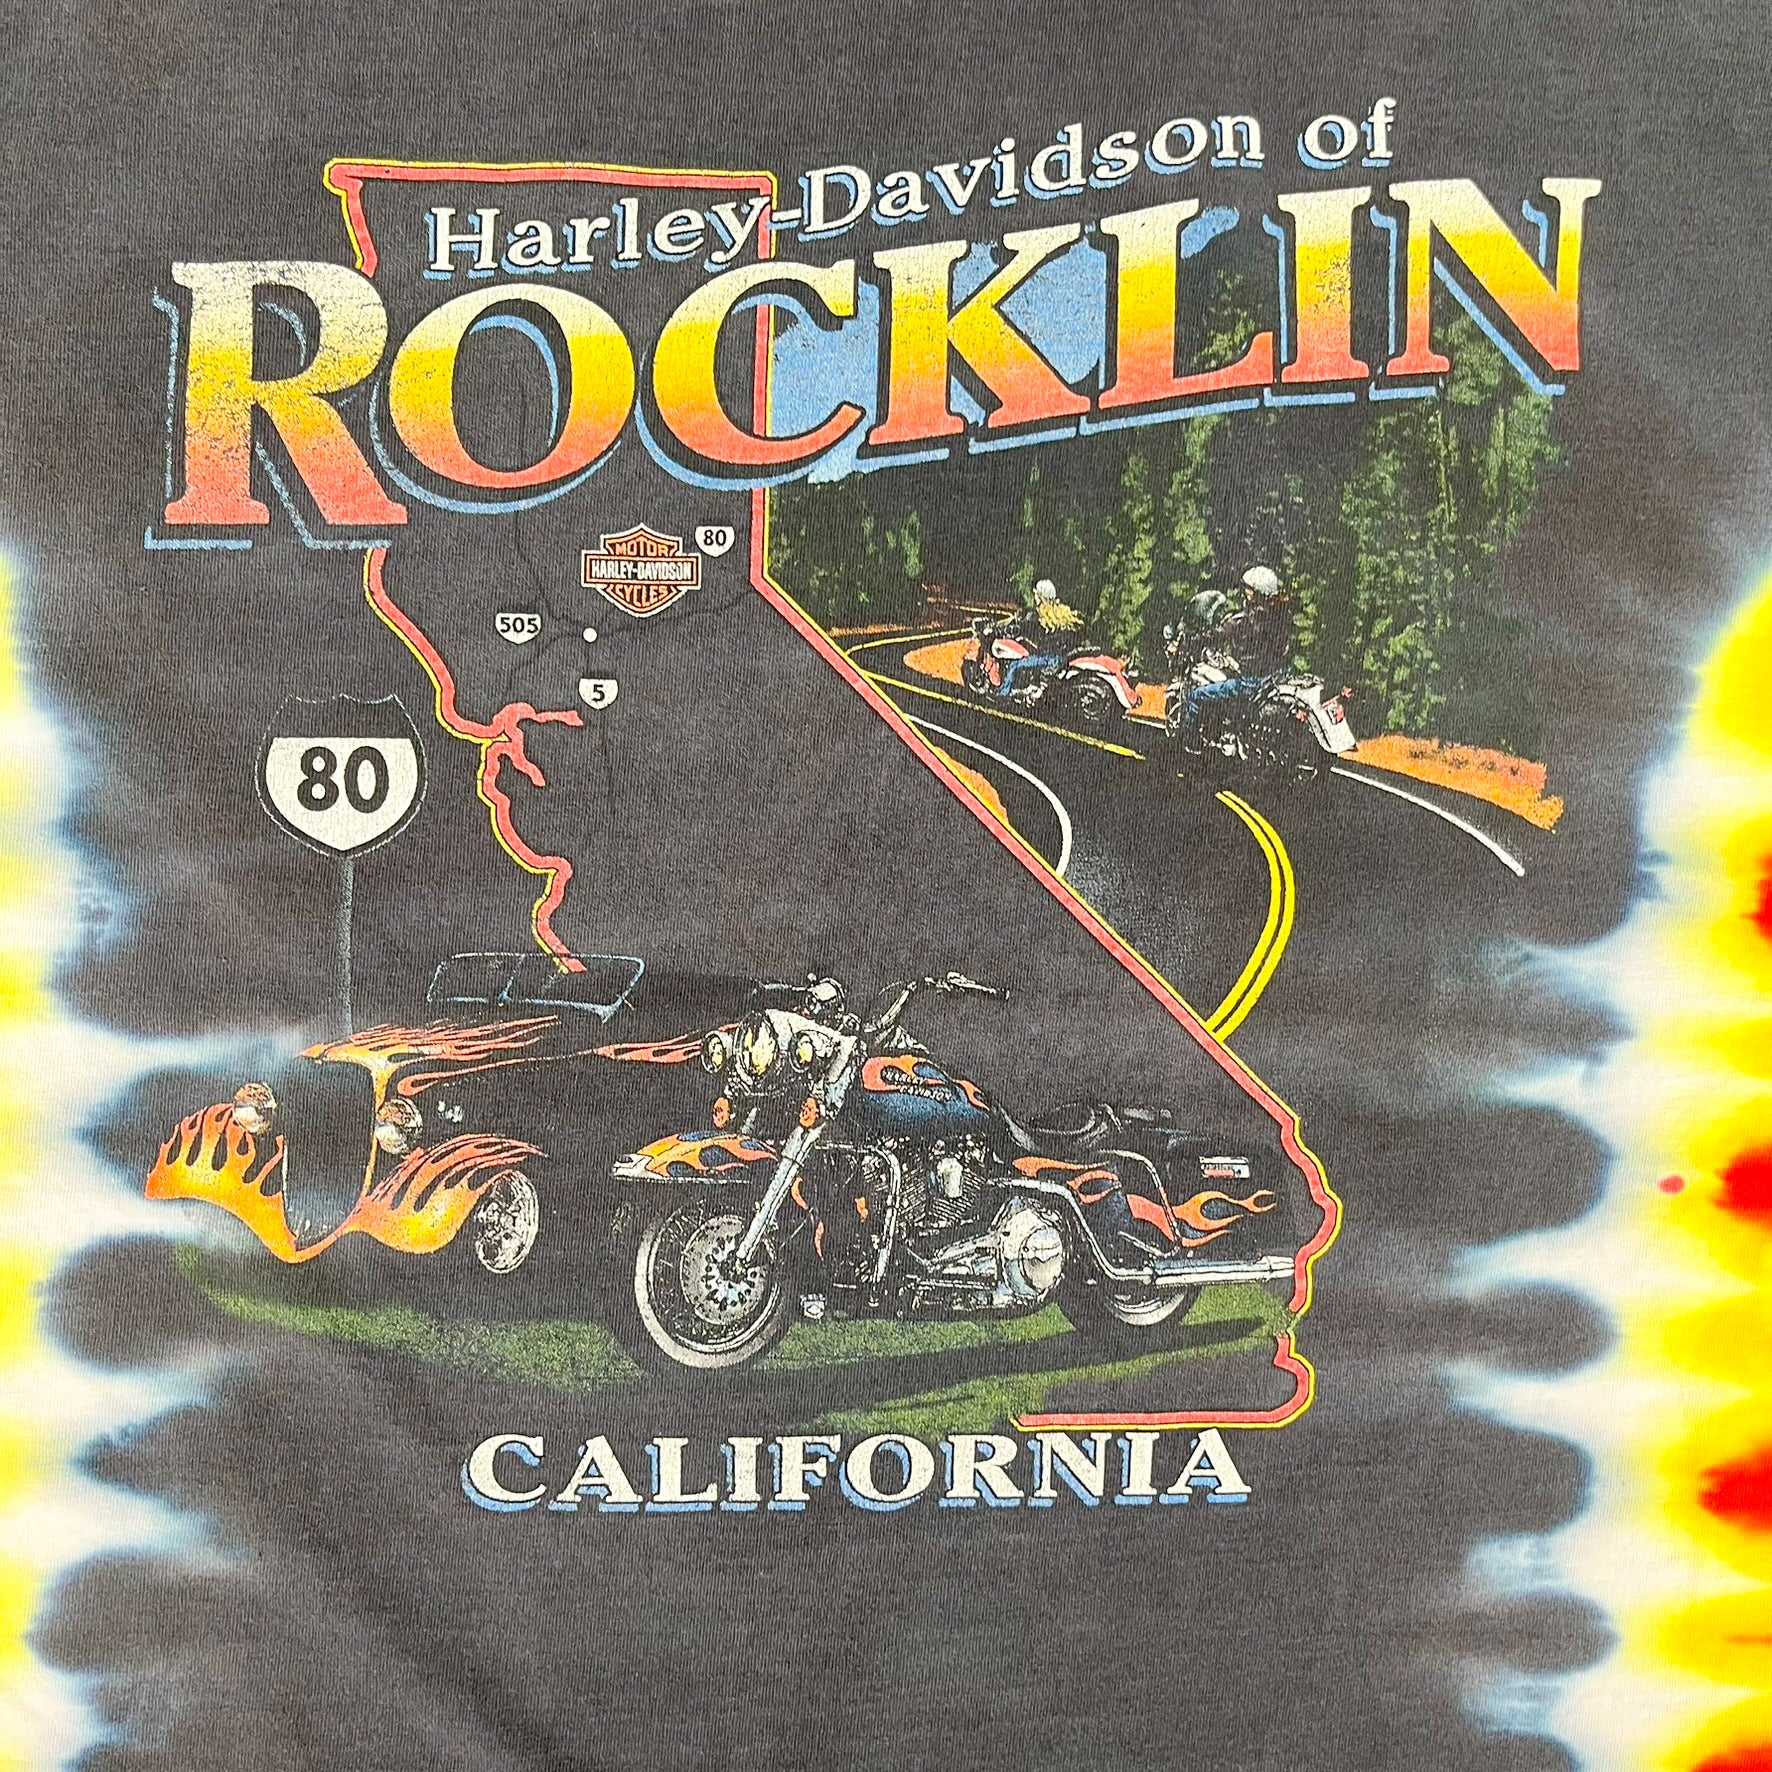 Harley-Davidson of
ROCKLIN
MOTOR
HARLEY-DAVIDSON
CYCLES
80
505
5
80
CALIFORNIA